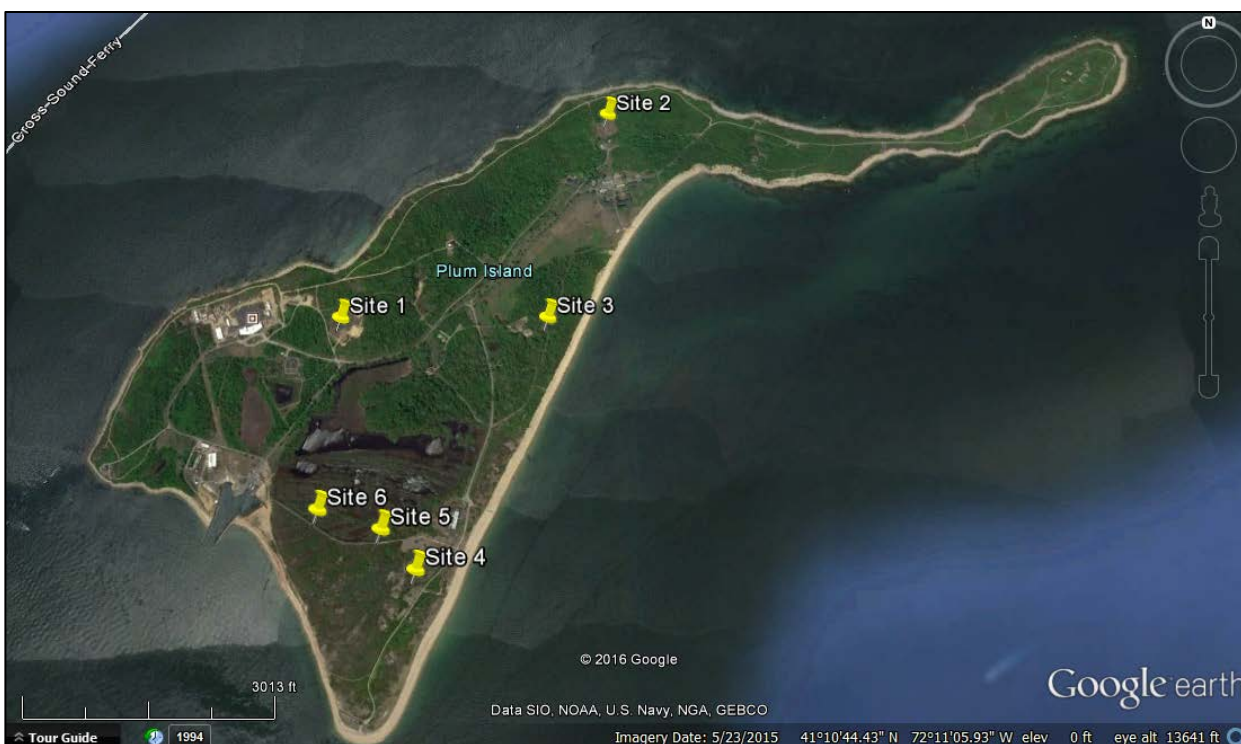 N
Cross-Sound-Ferry
Site 2
Plum Island
Site 1
Site 3
Site 6
Site 5
Site 4
© 2016 Google
3013 ft
Google earth
Data SIO, NOAA, U.S. Navy, NGA, GEBCO
Tour Guide
1994
Imagery Date: 5/23/2015 41°10'44.43" N 72°11'05.93" W elev 0 ft eye alt 13641 ft